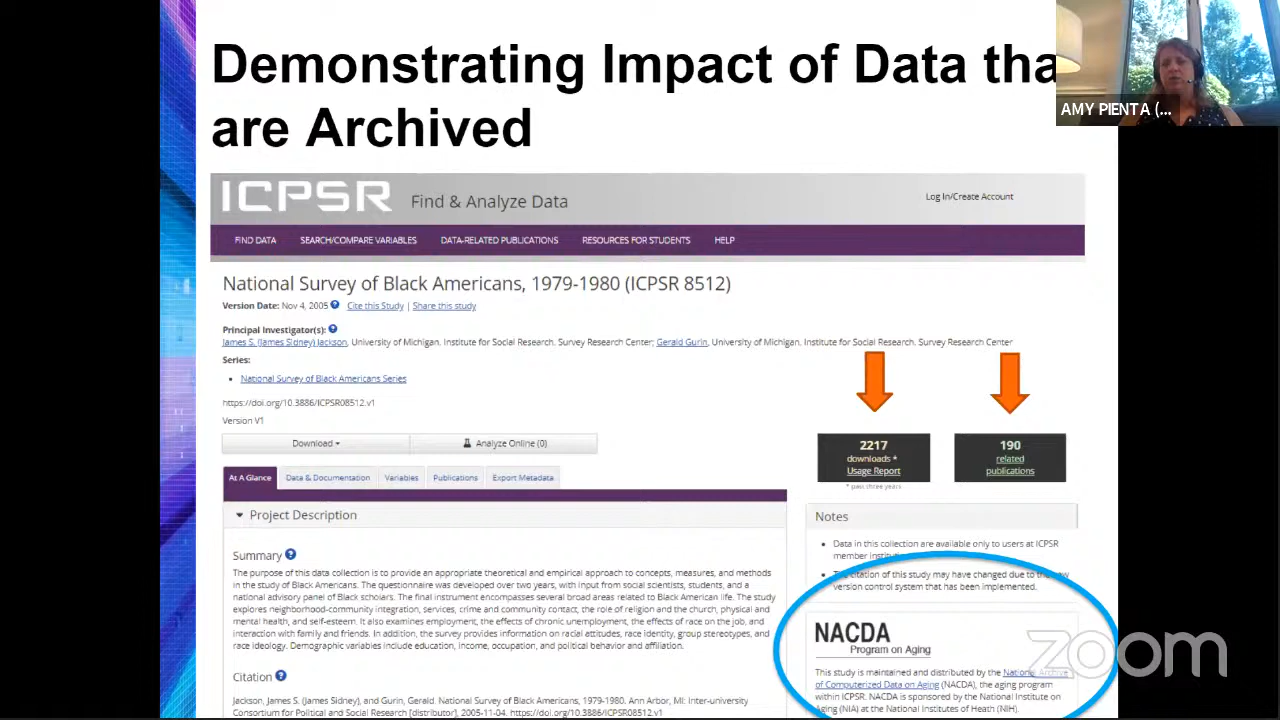 Demonstrating Impact of Data tha
are Archived
AMY PIENTA (...
ICPSR Find & Analyze Data
Log In/Create Account
FIND DATA SEARCH/COMPARE VARIABLES DATA-RELATED PUBLICATIONS RESOURCES FOR STUDENTS HELP
National Survey of Black Americans, 1979-1980 (ICPSR 8512)
Version Date: Nov 4, 2005 Cite this Study | Share this study
Principal Investigator(s):
James S. (James Sidney) Jackson, University of Michigan. Institute for Social Research. Survey Research Center; Gerald Gurin, University of Michigan. Institute for Social Research. Survey Research Center
Series:
• National Survey of Black Americans Series
https://doi.org/10.3886/ICPSR08512.v1
Version V1
Download Analyze Online (0)
2217
downloads *
Usage Report
* past three years
190
related
publications
At A Glance Data & Documentation Variables Publications Export Metadata
Project Description
Summary
The purpose of this data collection is to provide an appropriate theoretical and empirical approach to concepts, measures, and methods
in the study of Black Americans. The questionnaire was developed over two years, with input from social scientists, students, and a
national advisory panel of Black scholars. The final instrument encompasses several broad areas related to Black American life. The study
explores neighborhood-community integration, services, crime and community contact, the role of religion and the church, physical and
mental health, and self-esteem. It also examines employment, the effects of chronic unemployment, the effects of race on the job, and
interaction with family and friends. In addition, the survey provides information on racial attitudes, race identity, group stereotypes, and
race ideology. Demographic variables include education, income, occupation, and political behavior and affiliation.
Citation
Jackson, James S. (James Sidney), and Gurin, Gerald. National Survey of Black Americans, 1979-1980. Ann Arbor, MI: Inter-university
Consortium for Political and Social Research [distributor], 2005-11-04. https://doi.org/10.3886/ICPSR08512.v1
Notes
• Data in this collection are available only to users at ICPSR
member
• The citation of this study may have changed due to the new
version control system that has been implemented.
NACDA
Program on Aging
This study is maintained and distributed by the National Archive
of Computerized Data on Aging (NACDA), the aging program
within ICPSR. NACDA is sponsored by the National Institute on
Aging (NIA) at the National Institutes of Heath (NIH).
zoom